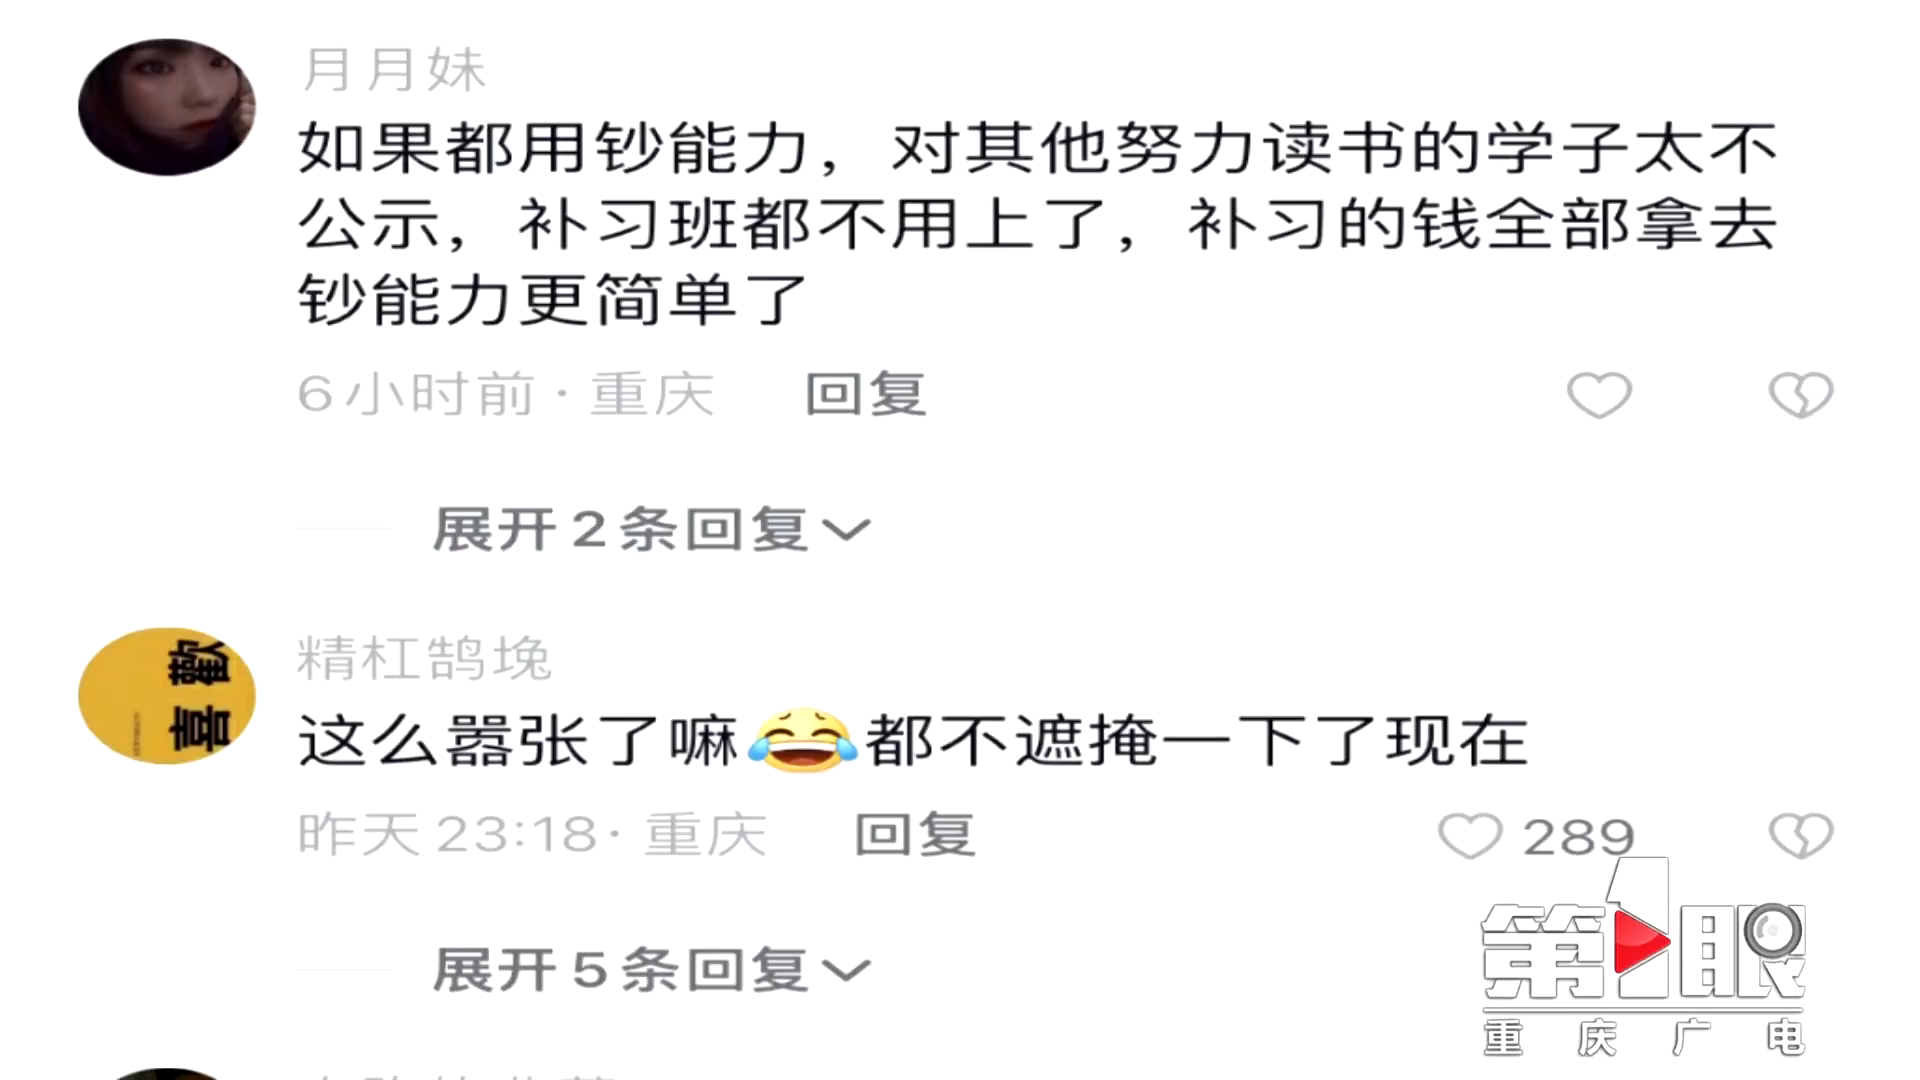 月月妹
如果都用钞能力，对其他努力读书的学子太不
公示，补习班都不用上了，补习的钱全部拿去
钞能力更简单了
6小时前·重庆 回复
展开2条回复
喜歡
精杠鹄堍
这么嚣张了嘛😂都不遮掩一下了现在
昨天23:18·重庆 回复 289
展开5条回复
第1眼
重庆广电